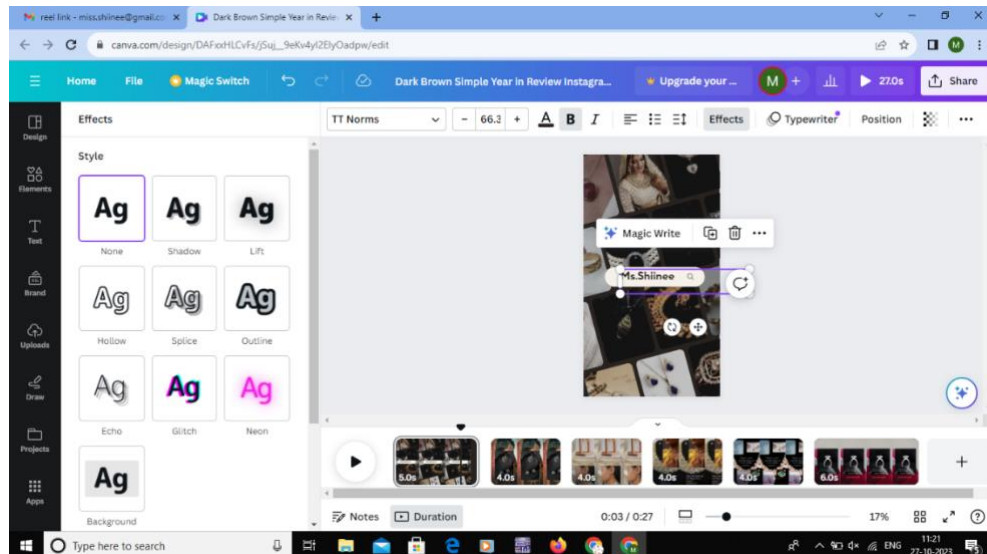 reel link - miss.shiinee@gmail.co
Dark Brown Simple Year in Review
canva.com/design/DAFxrHLCvFs/jSuj__9eKv4yI2ElyOadpw/edit
Home File Magic Switch Dark Brown Simple Year in Review Instagra... Upgrade your ... M 27.0s Share
Effects TT Norms - 66.3 + A B I Effects Typewriter Position
Design
Style
Elements
Ag Ag Ag
None Shadow Lift
Text
Magic Write
Brand
Ms.Shiinee
Ag Ag Ag
Hollow Splice Outline
Uploads
Draw
Ag Ag Ag
Echo Glitch Neon
Projects
5.0s 4.0s 4.0s 4.0s 4.0s 6.0s
Ag
Apps
Background
Notes Duration 0:03 / 0:27 17%
Type here to search ENG 11:21
27-10-2023